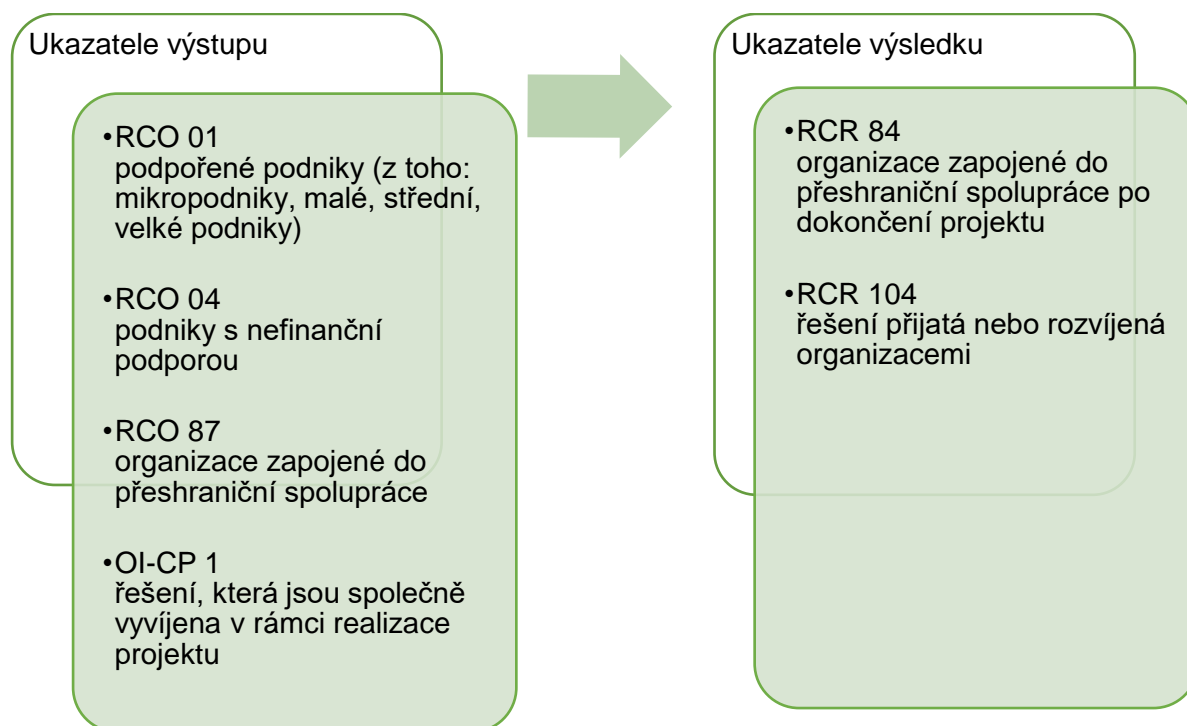 Ukazatele výstupu
•RCO 01
podpořené podniky (z toho:
mikropodniky, malé, střední,
velké podniky)
•RCO 04
podniky s nefinanční
podporou
•RCO 87
organizace zapojené do
přeshraniční spolupráce
•OI-CP 1
řešení, která jsou společně
vyvíjena v rámci realizace
projektu
Ukazatele výsledku
•RCR 84
organizace zapojené do
přeshraniční spolupráce po
dokončení projektu
•RCR 104
řešení přijatá nebo rozvíjená
organizacemi